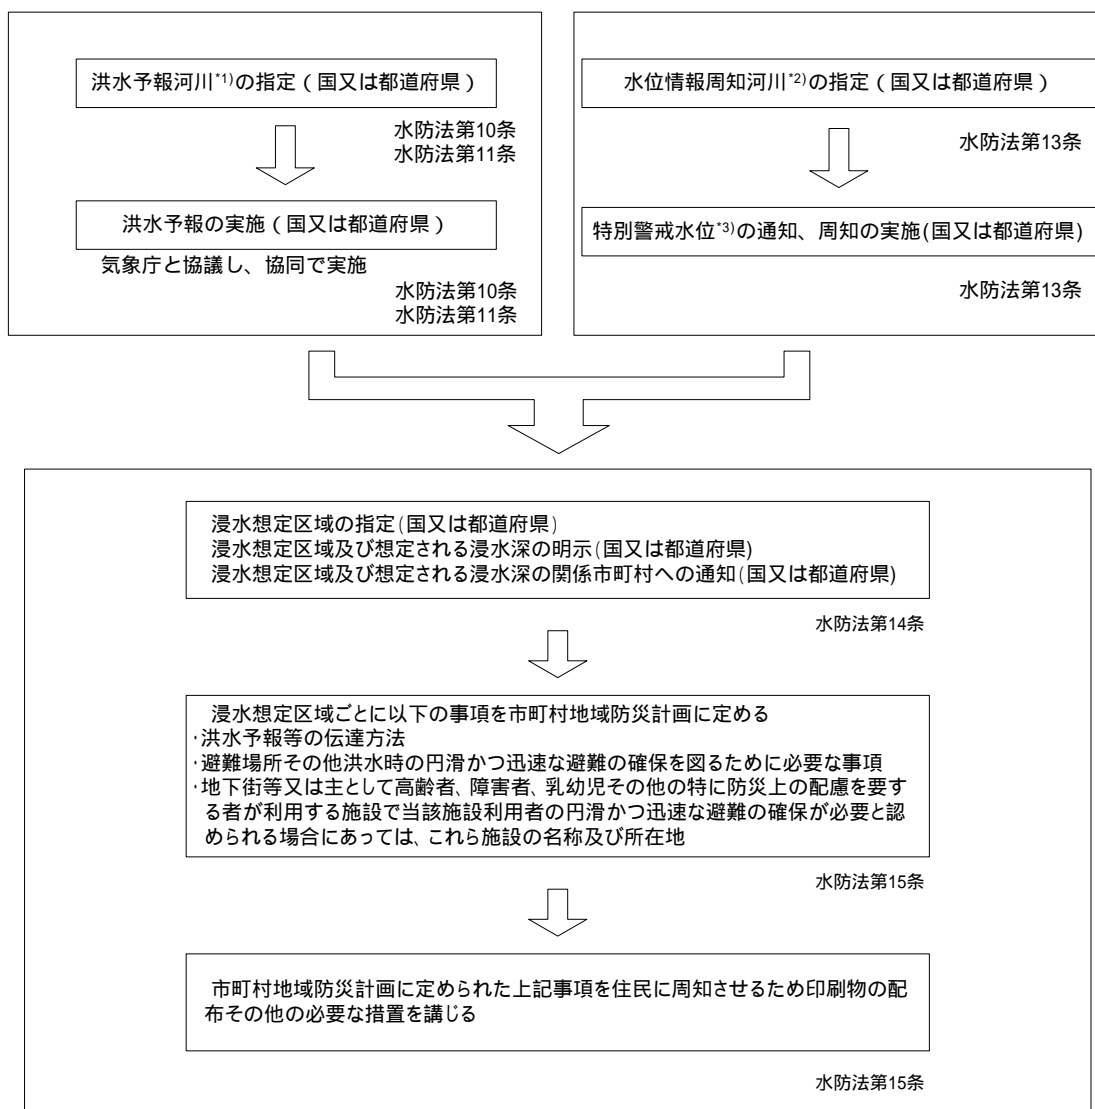 洪水予報河川*1)の指定(国又は都道府県)
水防法第10条
水防法第11条
洪水予報の実施(国又は都道府県)
気象庁と協議し、協同で実施
水防法第10条
水防法第11条
水位情報周知河川*2)の指定(国又は都道府県)
水防法第13条
特別警戒水位*3)の通知、周知の実施(国又は都道府県)
水防法第13条
浸水想定区域の指定(国又は都道府県)
浸水想定区域及び想定される浸水深の明示(国又は都道府県)
浸水想定区域及び想定される浸水深の関係市町村への通知(国又は都道府県)
水防法第14条
浸水想定区域ごとに以下の事項を市町村地域防災計画に定める
・洪水予報等の伝達方法
・避難場所その他洪水時の円滑かつ迅速な避難の確保を図るために必要な事項
・地下街等又は主として高齢者、障害者、乳幼児その他の特に防災上の配慮を要す
る者が利用する施設で当該施設利用者の円滑かつ迅速な避難の確保が必要と認
められる場合にあっては、これら施設の名称及び所在地
水防法第15条
市町村地域防災計画に定められた上記事項を住民に周知させるため印刷物の配
布その他の必要な措置を講じる
水防法第15条